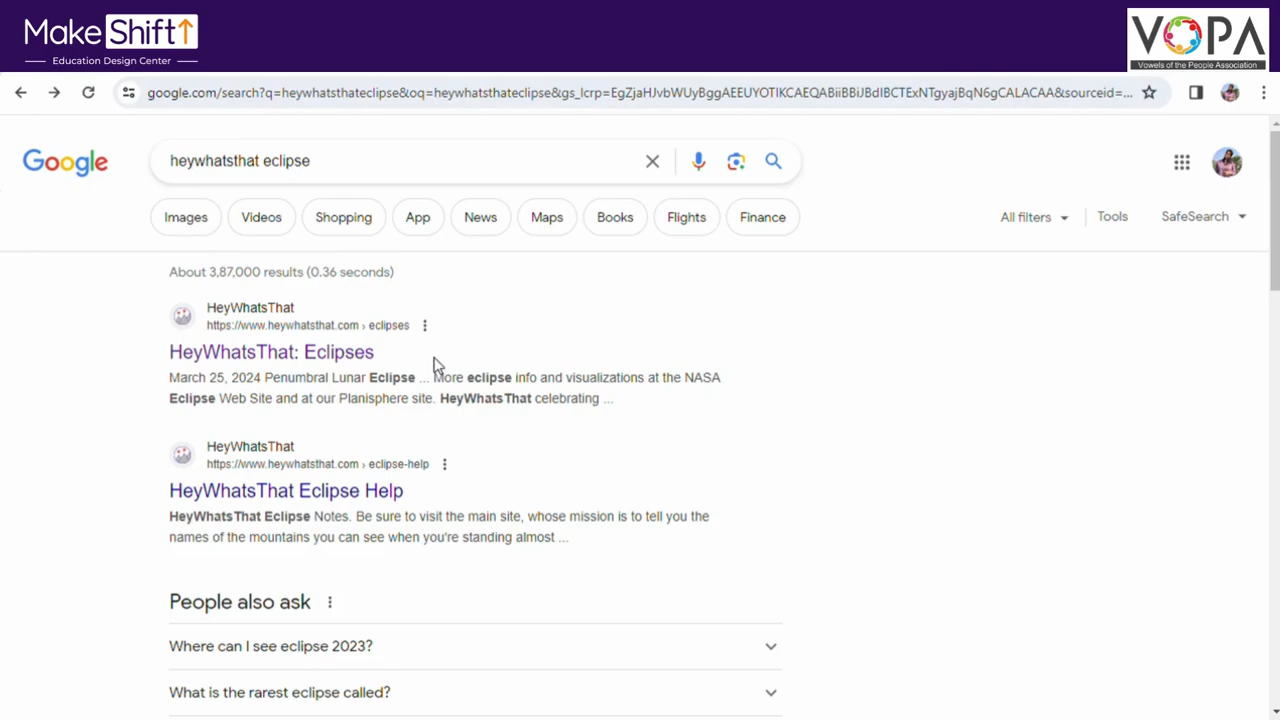 Make Shift↑
Education Design Center
VOPA
Vowels of the People Association
google.com/search?q=heywhatsthateclipse&oq=heywhatsthateclipse&gs_lcrp=EgZjaHJvbWUyBggAEEUYOTIKCAEQABiiBBiJBdIBCTExNTgyajBqN6gCALACAA&sourceid=...
Google
heywhatsthat eclipse
Images
Videos
Shopping
App
News
Maps
Books
Flights
Finance
All filters
Tools
SafeSearch
About 3,87,000 results (0.36 seconds)
HeyWhatsThat
https://www.heywhatsthat.com › eclipses
HeyWhatsThat: Eclipses
March 25, 2024 Penumbral Lunar Eclipse ... More eclipse info and visualizations at the NASA
Eclipse Web Site and at our Planisphere site. HeyWhatsThat celebrating ...
HeyWhatsThat
https://www.heywhatsthat.com › eclipse-help
HeyWhatsThat Eclipse Help
HeyWhatsThat Eclipse Notes. Be sure to visit the main site, whose mission is to tell you the
names of the mountains you can see when you're standing almost ...
People also ask
Where can I see eclipse 2023?
What is the rarest eclipse called?